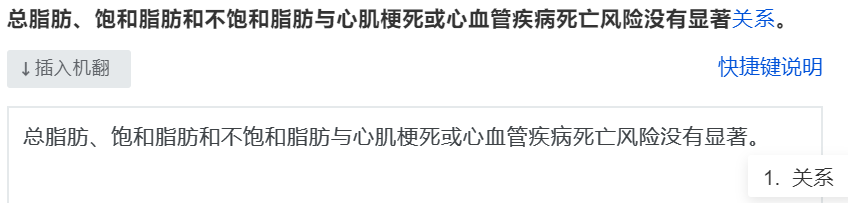 总脂肪、饱和脂肪和不饱和脂肪与心肌梗死或心血管疾病死亡风险没有显著关系。
↓插入机翻
快捷键说明
总脂肪、饱和脂肪和不饱和脂肪与心肌梗死或心血管疾病死亡风险没有显著。
1. 关系